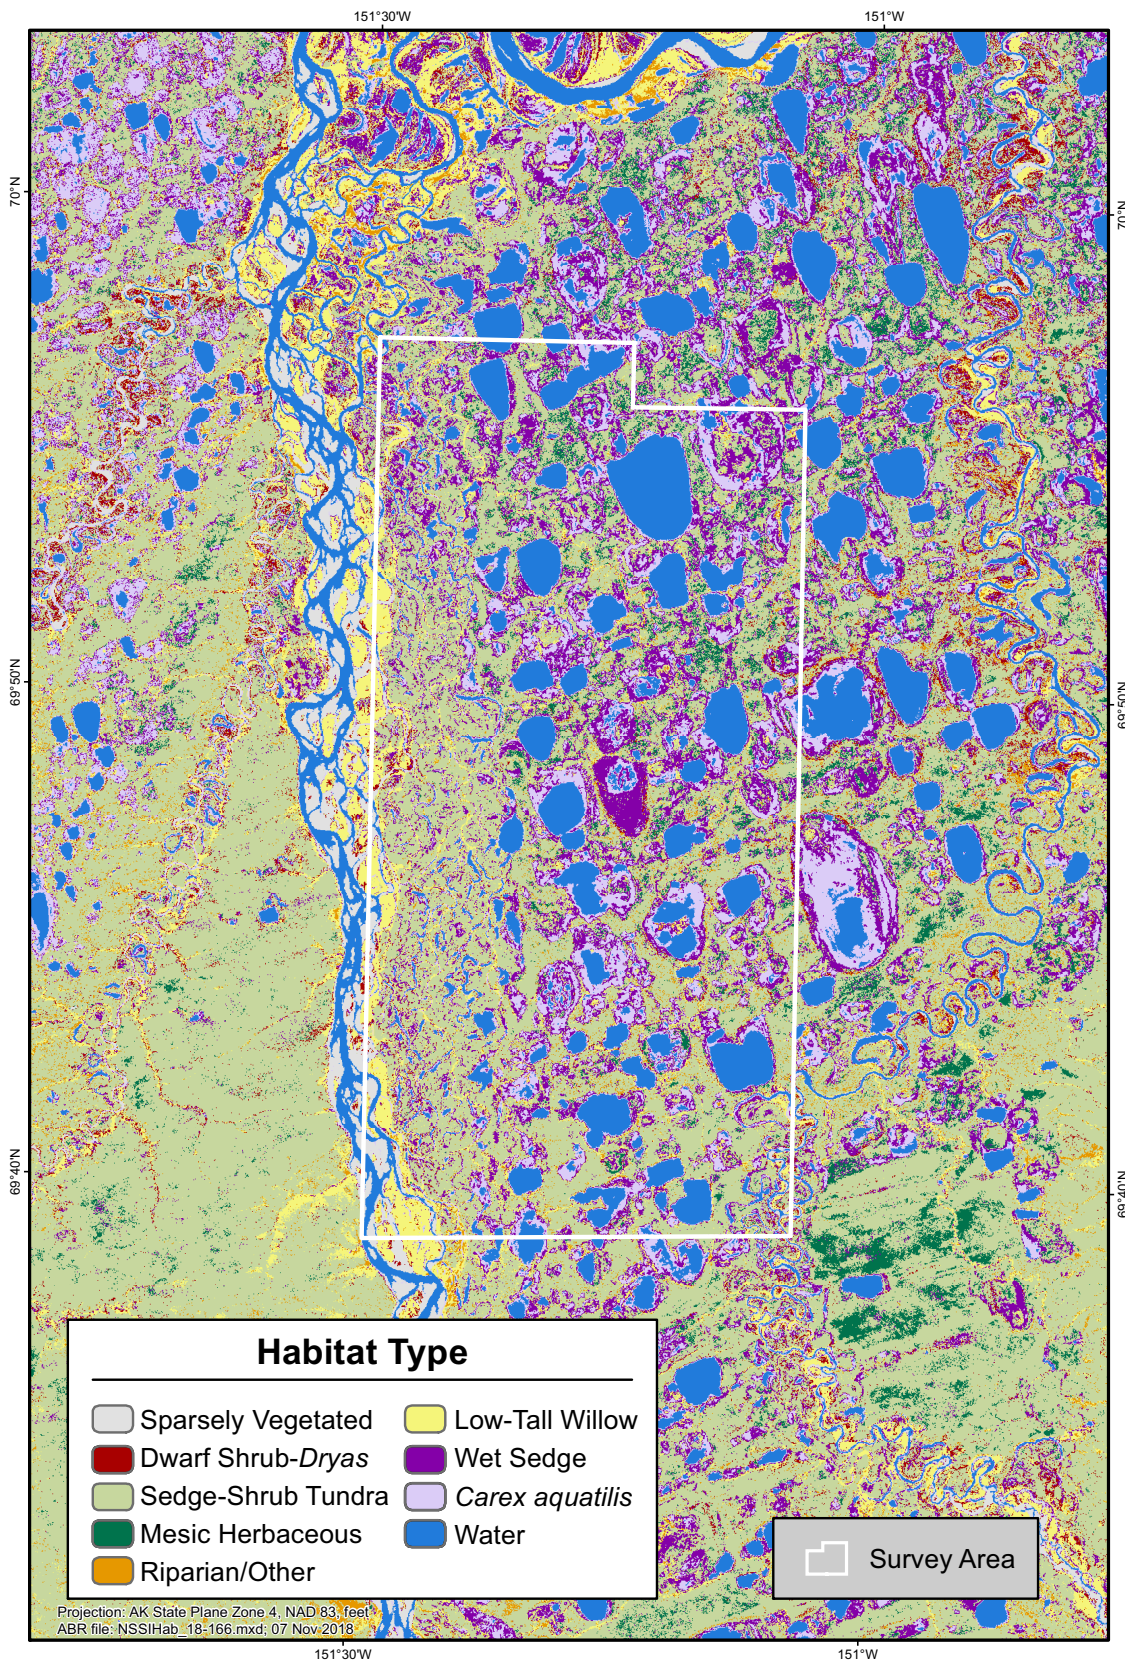 151°30'W
151°W
70°N
70°N
69°50'N
69°50'N
69°40'N
69°40'N
Habitat Type
Sparsely Vegetated
Low-Tall Willow
Dwarf Shrub-Dryas
Wet Sedge
Sedge-Shrub Tundra
Carex aquatilis
Mesic Herbaceous
Water
Riparian/Other
Survey Area
Projection: AK State Plane Zone 4, NAD 83, feet
ABR file: NSSIHab_18-166.mxd; 07 Nov 2018
151°30'W
151°W